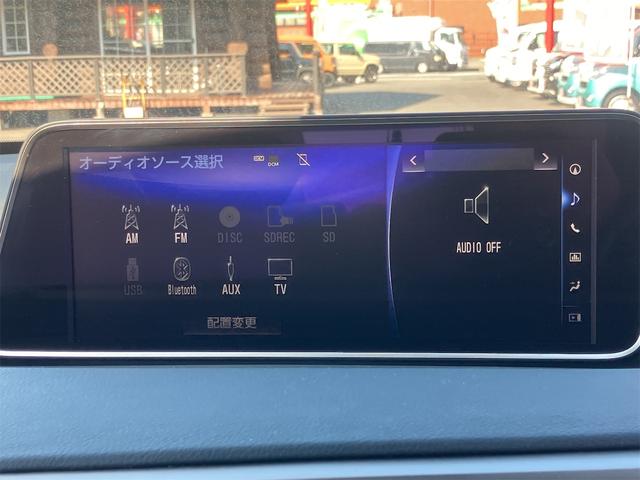 オーディオソース選択
DCM
AM FM DISC SDREC SD
USB Bluetooth AUX TV
配置変更
AUDIO OFF